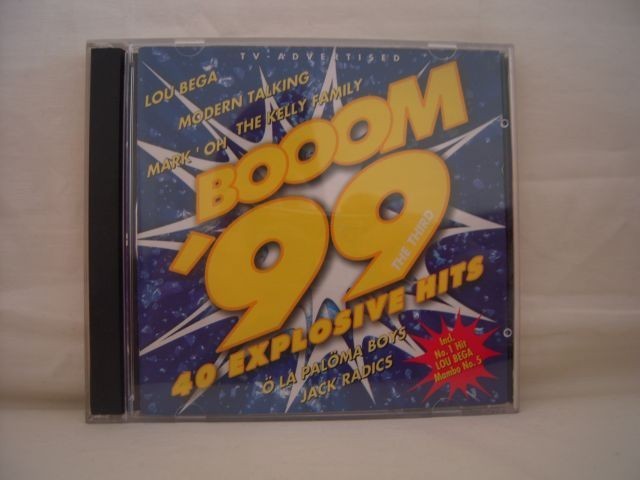 TV-ADVERTISED
LOU BEGA
MODERN TALKING
MARK 'OH THE KELLY FAMILY
BOOOM
'99
THE THIRD
40 EXPLOSIVE HITS
Ö LA PALÖMA BOYS
JACK RADICS
Incl.
No. 1 Hit
LOU BEGA
Mambo No. 5